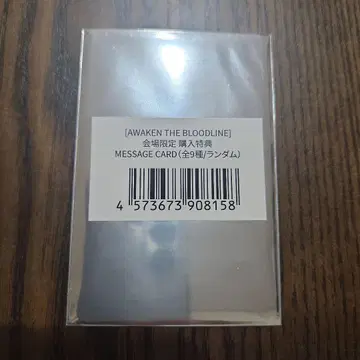 [AWAKEN THE BLOODLINE]
会場限定 購入特典
MESSAGE CARD(全9種/ランダム)
4 573673 908158